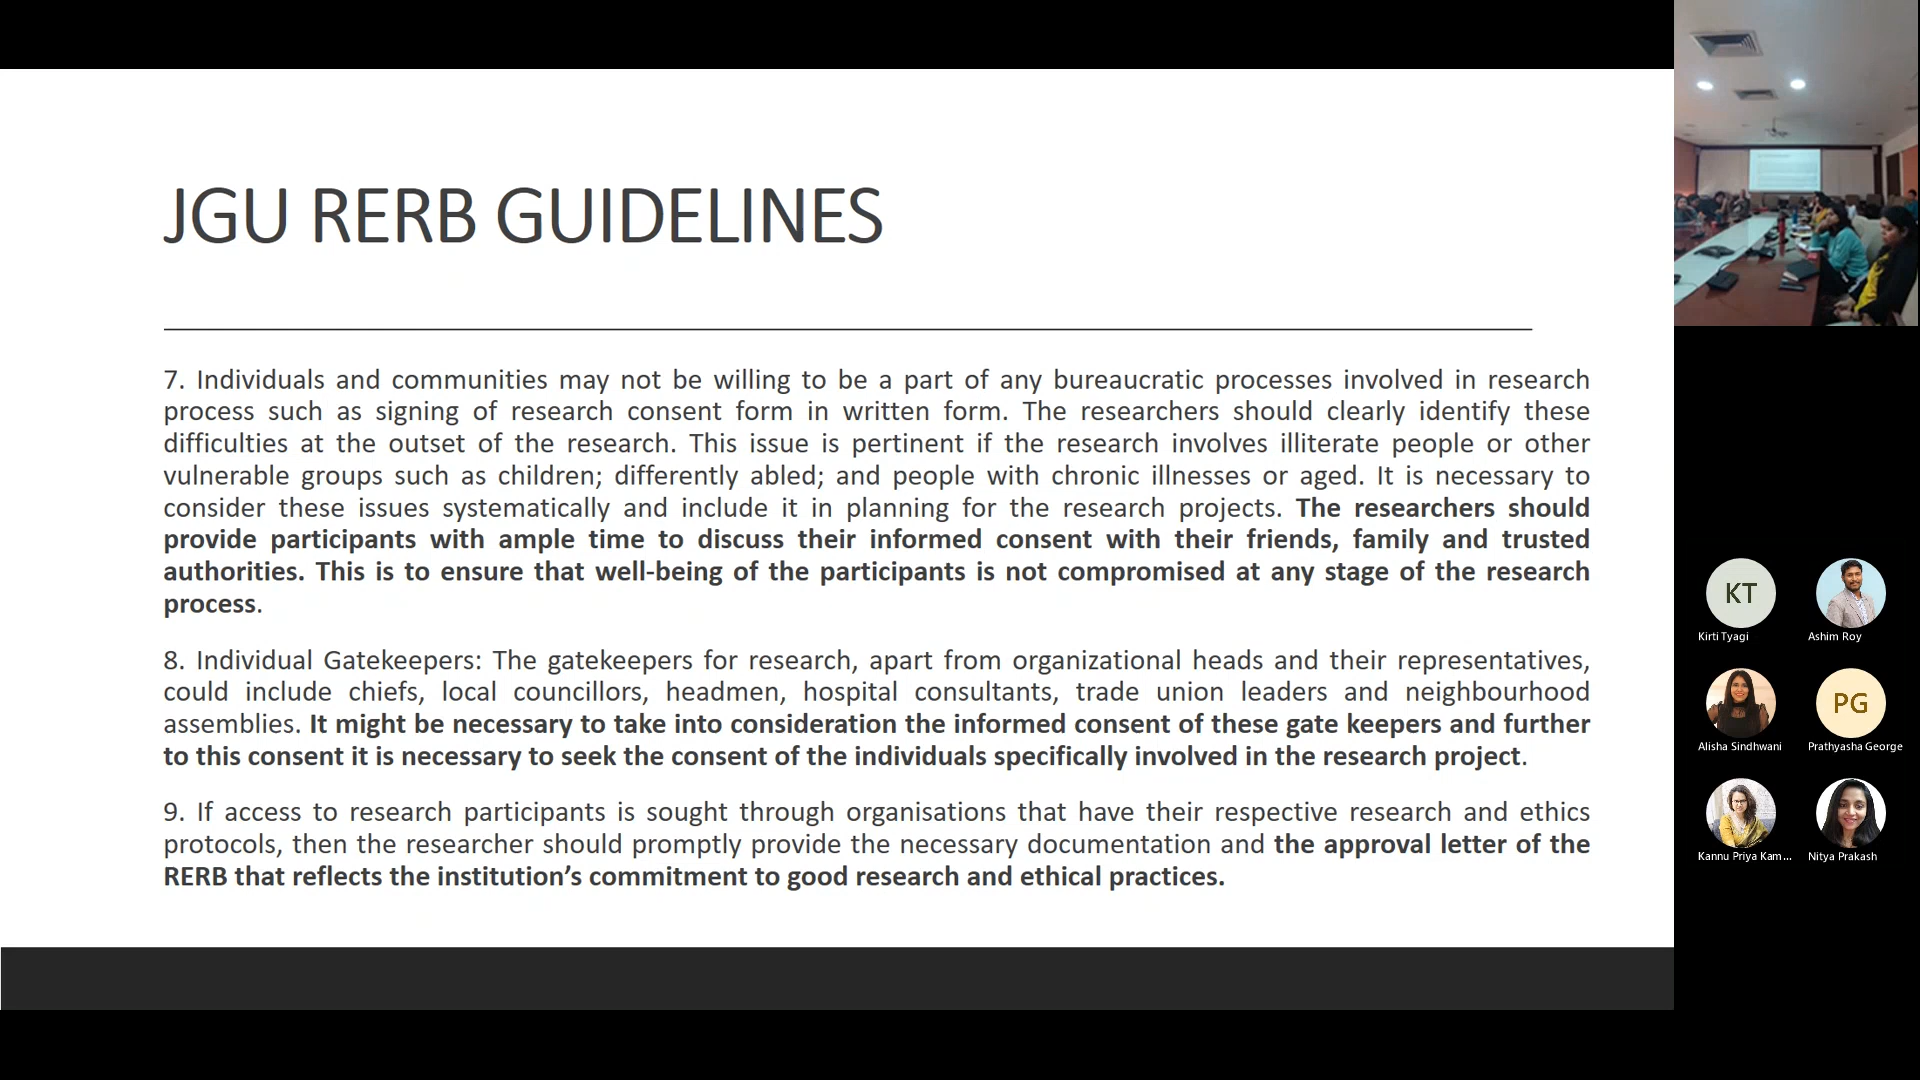 JGU RERB GUIDELINES
7. Individuals and communities may not be willing to be a part of any bureaucratic processes involved in research
process such as signing of research consent form in written form. The researchers should clearly identify these
difficulties at the outset of the research. This issue is pertinent if the research involves illiterate people or other
vulnerable groups such as children; differently abled; and people with chronic illnesses or aged. It is necessary to
consider these issues systematically and include it in planning for the research projects. The researchers should
provide participants with ample time to discuss their informed consent with their friends, family and trusted
authorities. This is to ensure that well-being of the participants is not compromised at any stage of the research
process.
8. Individual Gatekeepers: The gatekeepers for research, apart from organizational heads and their representatives,
could include chiefs, local councillors, headmen, hospital consultants, trade union leaders and neighbourhood
assemblies. It might be necessary to take into consideration the informed consent of these gate keepers and further
to this consent it is necessary to seek the consent of the individuals specifically involved in the research project.
9. If access to research participants is sought through organisations that have their respective research and ethics
protocols, then the researcher should promptly provide the necessary documentation and the approval letter of the
RERB that reflects the institution’s commitment to good research and ethical practices.
KT
Kirti Tyagi
Ashim Roy
Alisha Sindhwani
PG
Prathyasha George
Kannu Priya Kam...
Nitya Prakash